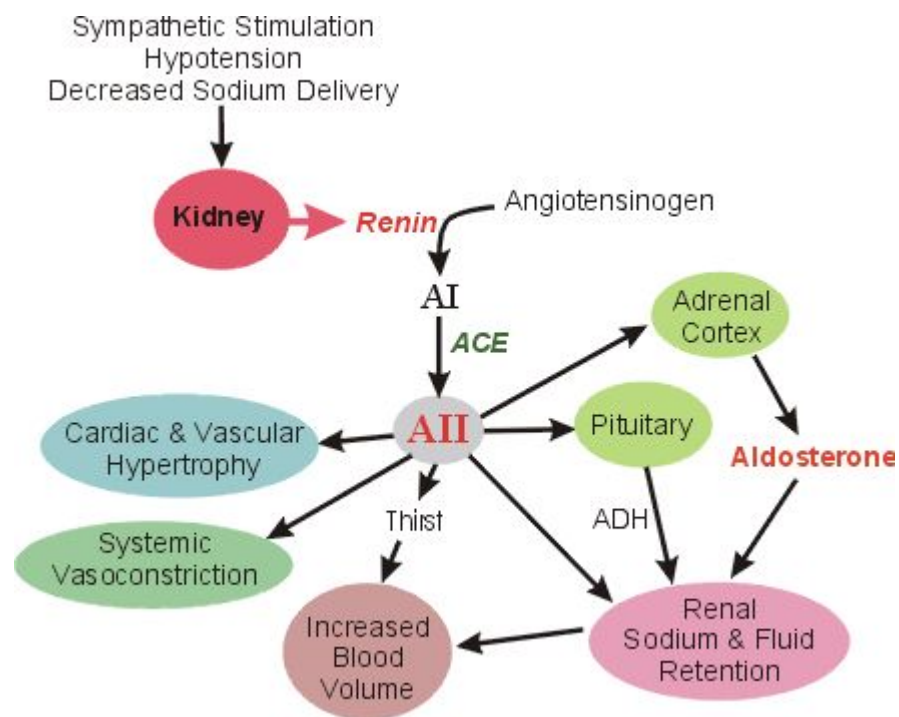 Sympathetic Stimulation
Hypotension
Decreased Sodium Delivery
Kidney
Renin
Angiotensinogen
AI
ACE
Adrenal
Cortex
AII
Pituitary
Cardiac & Vascular
Hypertrophy
Aldosterone
Thirst
ADH
Systemic
Vasoconstriction
Increased
Blood
Volume
Renal
Sodium & Fluid
Retention